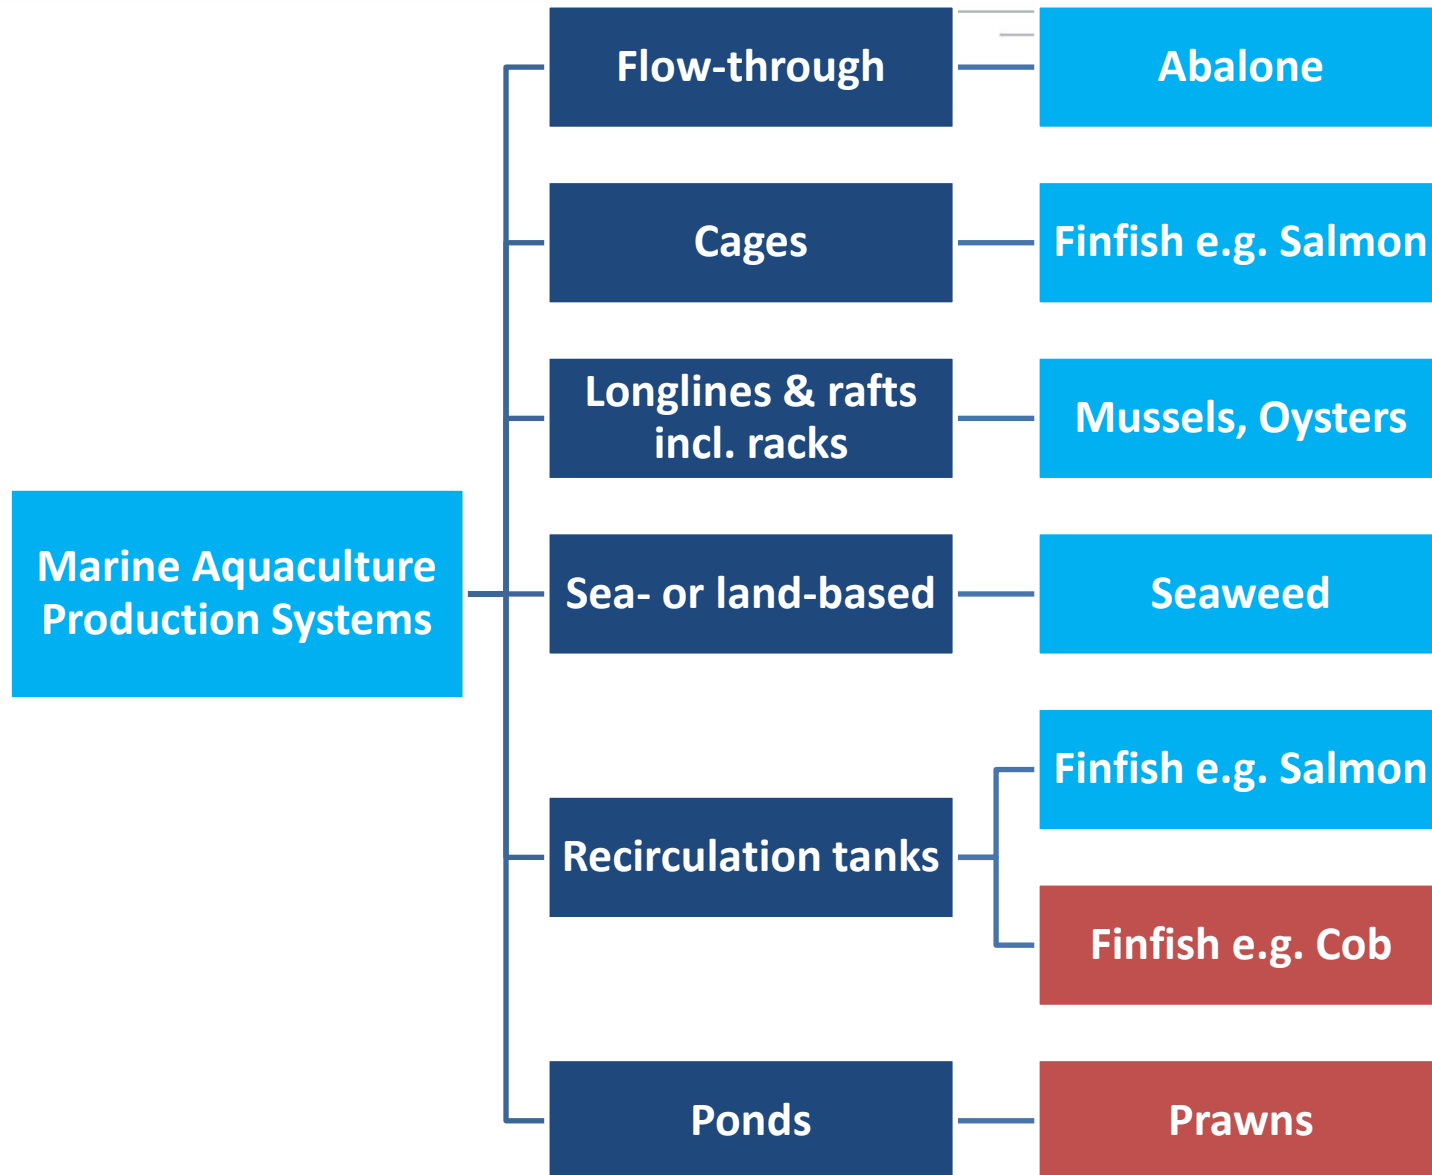 Flow-through
Abalone
Cages
Finfish e.g. Salmon
Longlines & rafts
incl. racks
Mussels, Oysters
Marine Aquaculture
Production Systems
Sea- or land-based
Seaweed
Finfish e.g. Salmon
Recirculation tanks
Finfish e.g. Cob
Ponds
Prawns